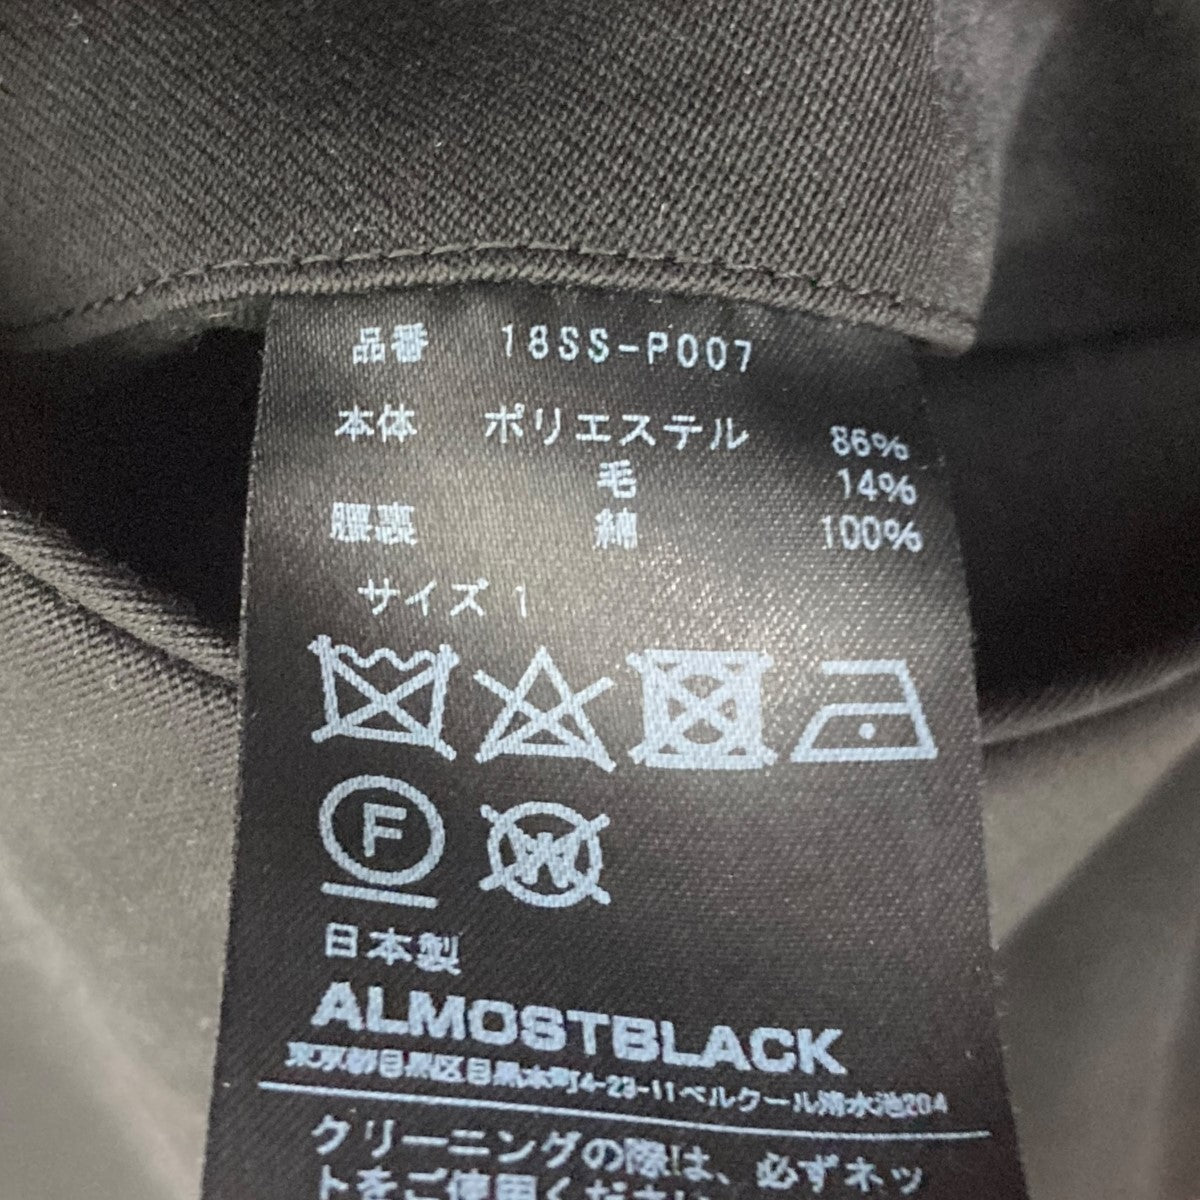 品番 18SS-P007
本体 ポリエステル 86%
毛 14%
腰裏 綿 100%
サイズ 1
F
W
日本製
ALMOSTBLACK
東京都目黒区目黒本町4-23-11ベルクール清水池204
クリーニングの際は、必ずネッ
トをご使用ください